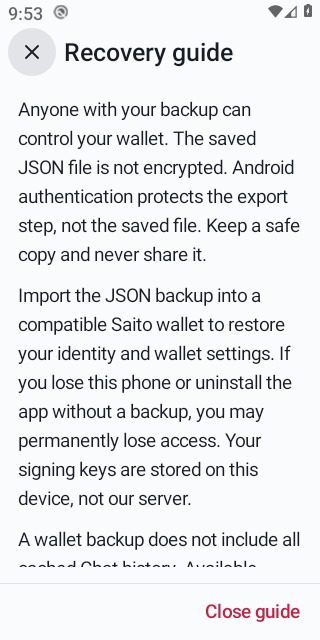 9:53
Recovery guide
Anyone with your backup can
control your wallet. The saved
JSON file is not encrypted. Android
authentication protects the export
step, not the saved file. Keep a safe
copy and never share it.
Import the JSON backup into a
compatible Saito wallet to restore
your identity and wallet settings. If
you lose this phone or uninstall the
app without a backup, you may
permanently lose access. Your
signing keys are stored on this
device, not our server.
A wallet backup does not include all
cached Chat history. Available
Close guide